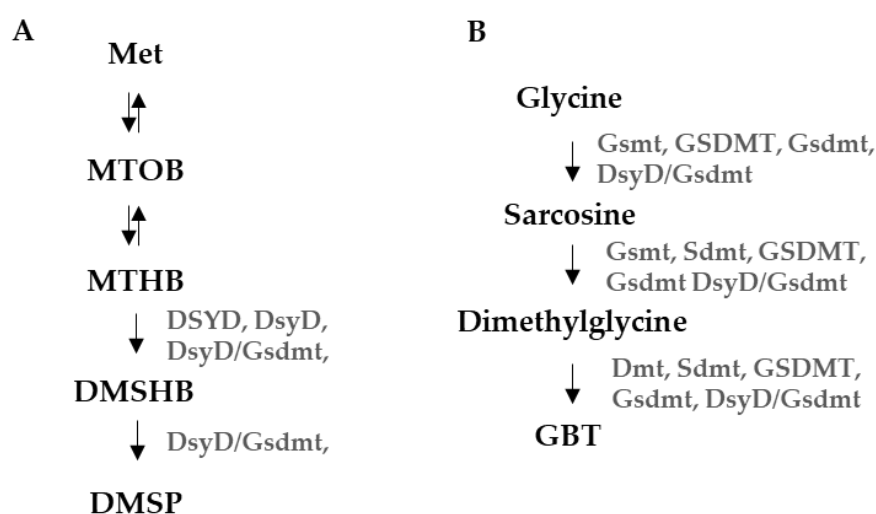 A
Met
MTOB
MTHB
DSYD, DsyD,
DsyD/Gsdmt,
DMSHB
DsyD/Gsdmt,
DMSP
B
Glycine
Gsmt, GSDMT, Gsdmt,
DsyD/Gsdmt
Sarcosine
Gsmt, Sdmt, GSDMT,
Gsdmt DsyD/Gsdmt
Dimethylglycine
Dmt, Sdmt, GSDMT,
Gsdmt, DsyD/Gsdmt
GBT